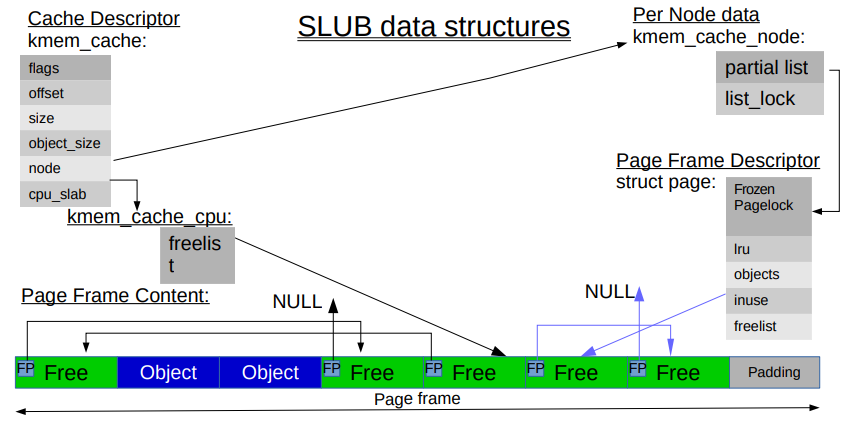 SLUB data structures
Cache Descriptor
kmem_cache:
flags
offset
size
object_size
node
cpu_slab
kmem_cache_cpu:
freelis
t
Per Node data
kmem_cache_node:
partial list
list_lock
Page Frame Descriptor
struct page:
Frozen
Pagelock
lru
objects
inuse
freelist
Page Frame Content:
NULL
NULL
FP Free
Object
Object
FP Free
FP Free
FP Free
FP Free
Padding
Page frame